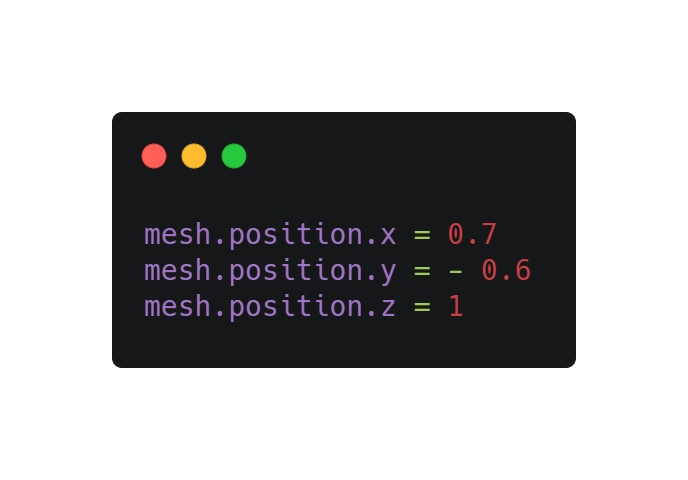 mesh.position.x = 0.7
mesh.position.y = - 0.6
mesh.position.z = 1